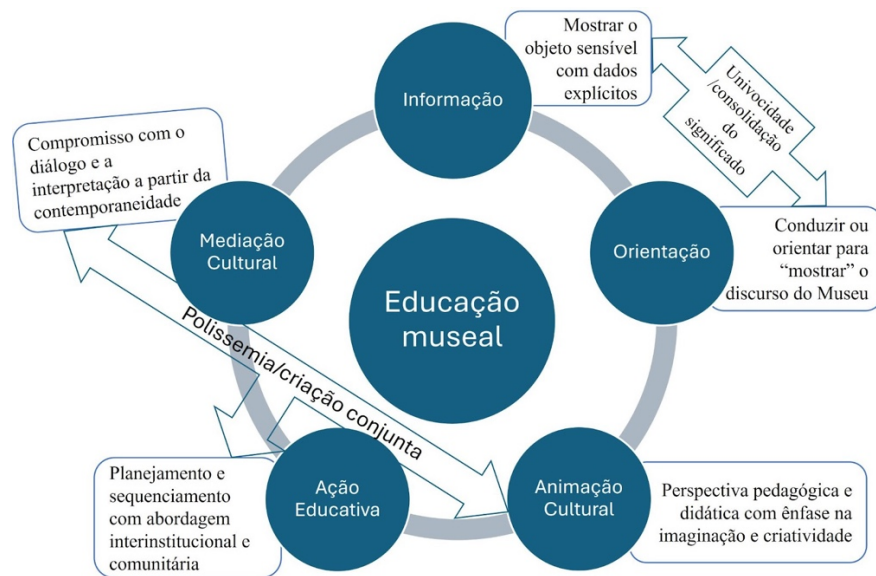 Informação
Mostrar o
objeto sensível
com dados
explícitos
Univocidade
/consolidação
do
significado
Orientação
Conduzir ou
orientar para
“mostrar” o
discurso do Museu
Animação
Cultural
Perspectiva pedagógica e
didática com ênfase na
imaginação e criatividade
Ação
Educativa
Planejamento e
sequenciamento
com abordagem
interinstitucional e
comunitária
Mediação
Cultural
Compromisso com o
diálogo e a
interpretação a partir da
contemporaneidade
Polissemia/criação conjunta
Educação
museal